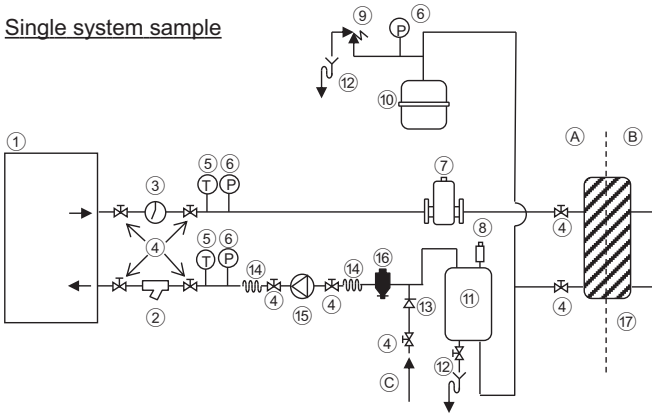 Single system sample
⑨ ⑥
P
⑫
⑩
Ⓐ Ⓑ
①
③ ⑤ ⑥ ⑦
T P
④ ⑤ ⑥ ⑧ ④
T P
⑭ ⑭ ⑯
② ④ ⑮ ④ ⑬ ⑪ ④ ⑰
④ ⑫
Ⓒ